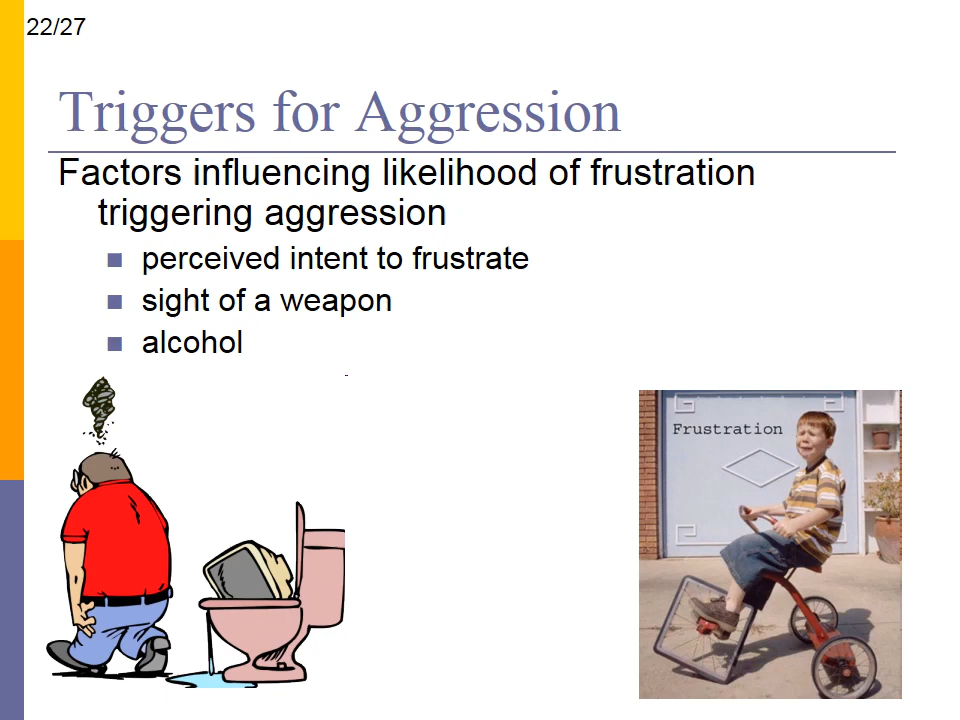 22/27
Triggers for Aggression
Factors influencing likelihood of frustration
triggering aggression
perceived intent to frustrate
sight of a weapon
alcohol
Frustration